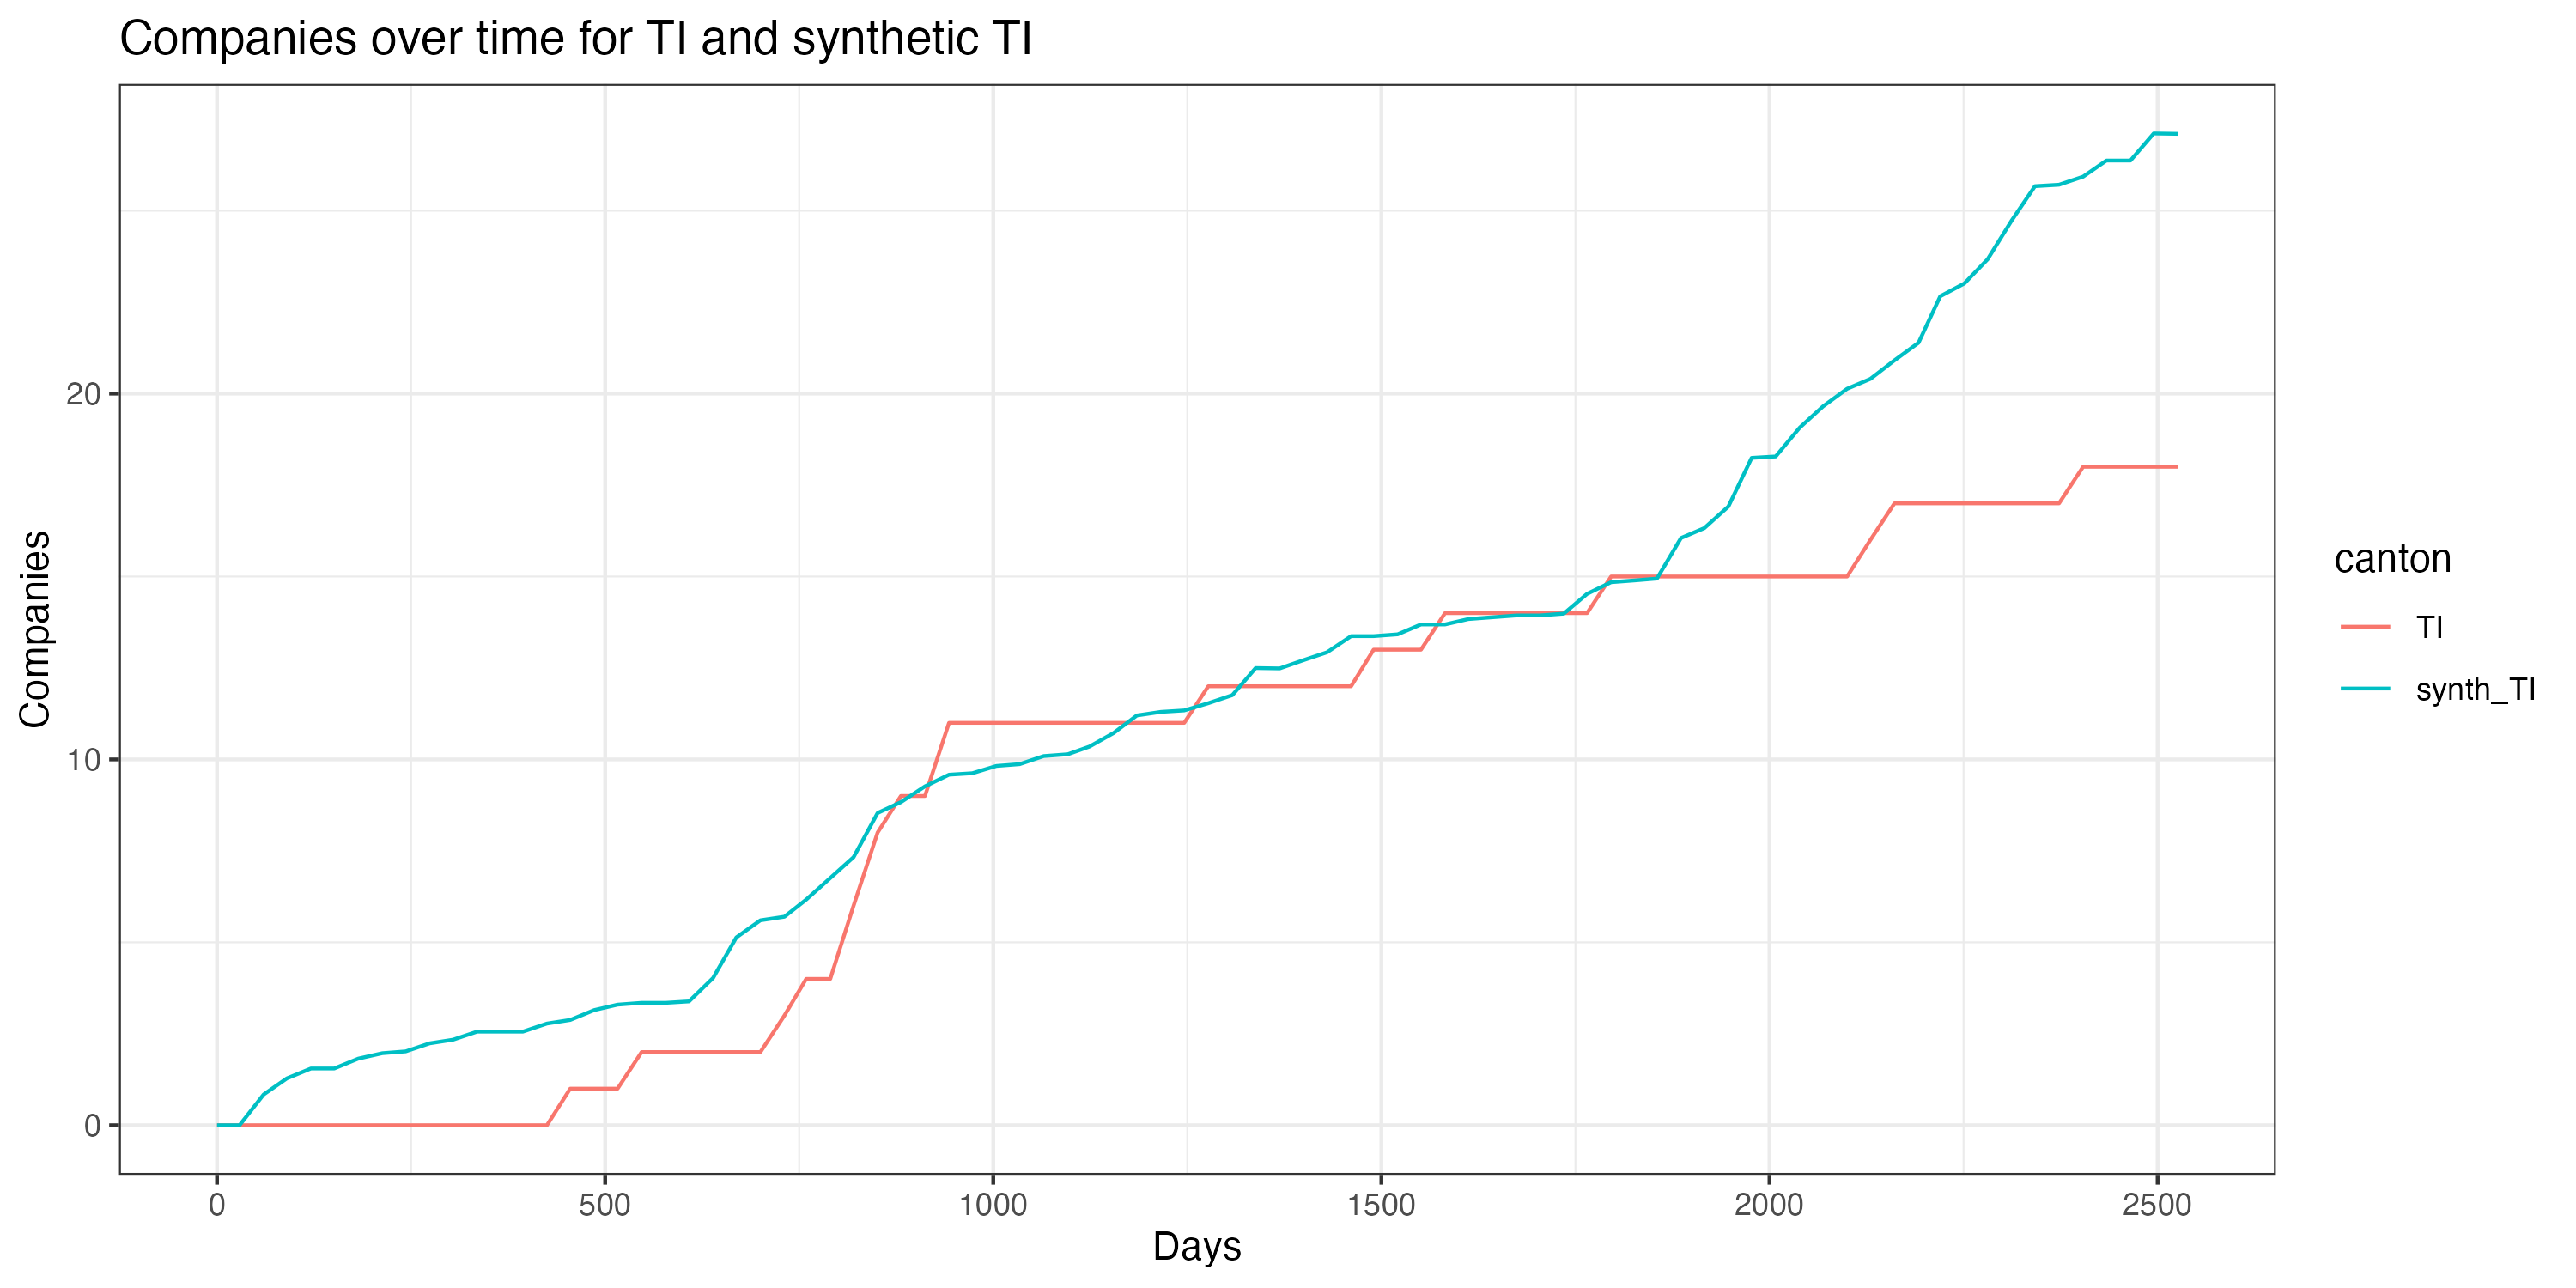 Companies over time for TI and synthetic TI
Companies
20
10
0
0 500 1000 1500 2000 2500
Days
canton
TI
synth_TI